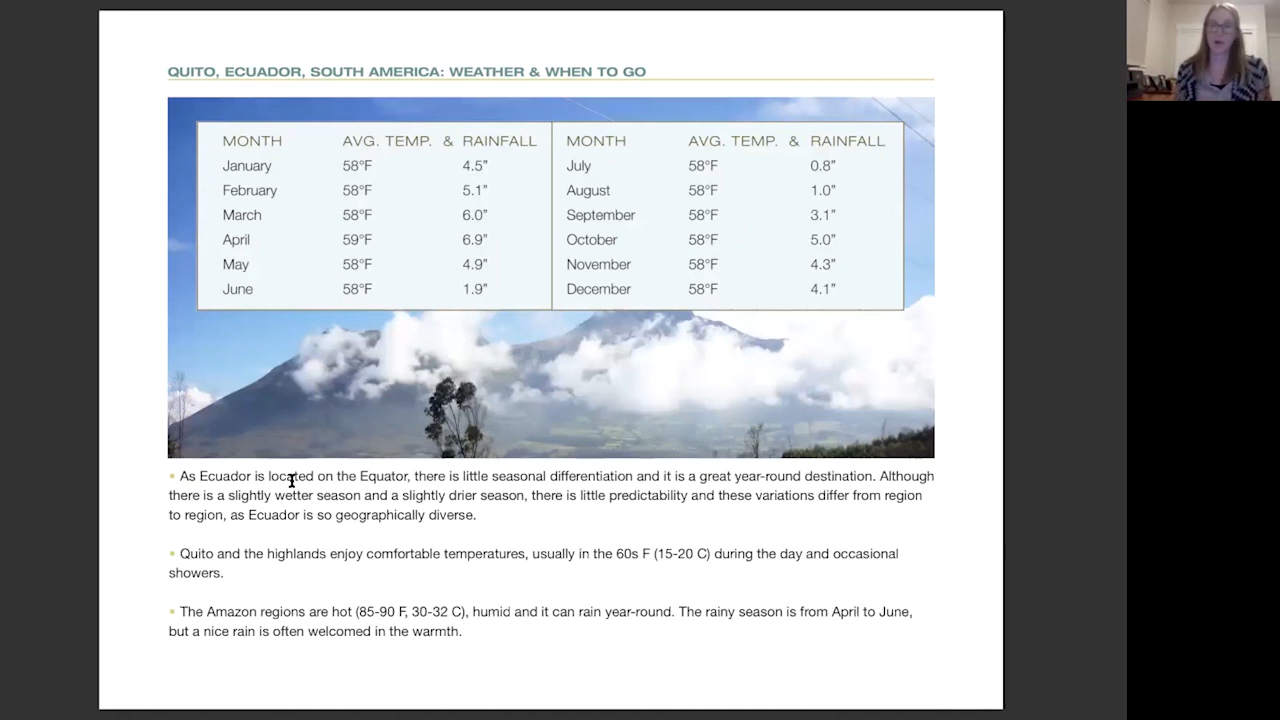 QUITO, ECUADOR, SOUTH AMERICA: WEATHER & WHEN TO GO
MONTH AVG. TEMP. & RAINFALL MONTH AVG. TEMP. & RAINFALL
January 58°F 4.5" July 58°F 0.8"
February 58°F 5.1" August 58°F 1.0"
March 58°F 6.0" September 58°F 3.1"
April 59°F 6.9" October 58°F 5.0"
May 58°F 4.9" November 58°F 4.3"
June 58°F 1.9" December 58°F 4.1"
• As Ecuador is located on the Equator, there is little seasonal differentiation and it is a great year-round destination. Although
there is a slightly wetter season and a slightly drier season, there is little predictability and these variations differ from region
to region, as Ecuador is so geographically diverse.
• Quito and the highlands enjoy comfortable temperatures, usually in the 60s F (15-20 C) during the day and occasional
showers.
• The Amazon regions are hot (85-90 F, 30-32 C), humid and it can rain year-round. The rainy season is from April to June,
but a nice rain is often welcomed in the warmth.